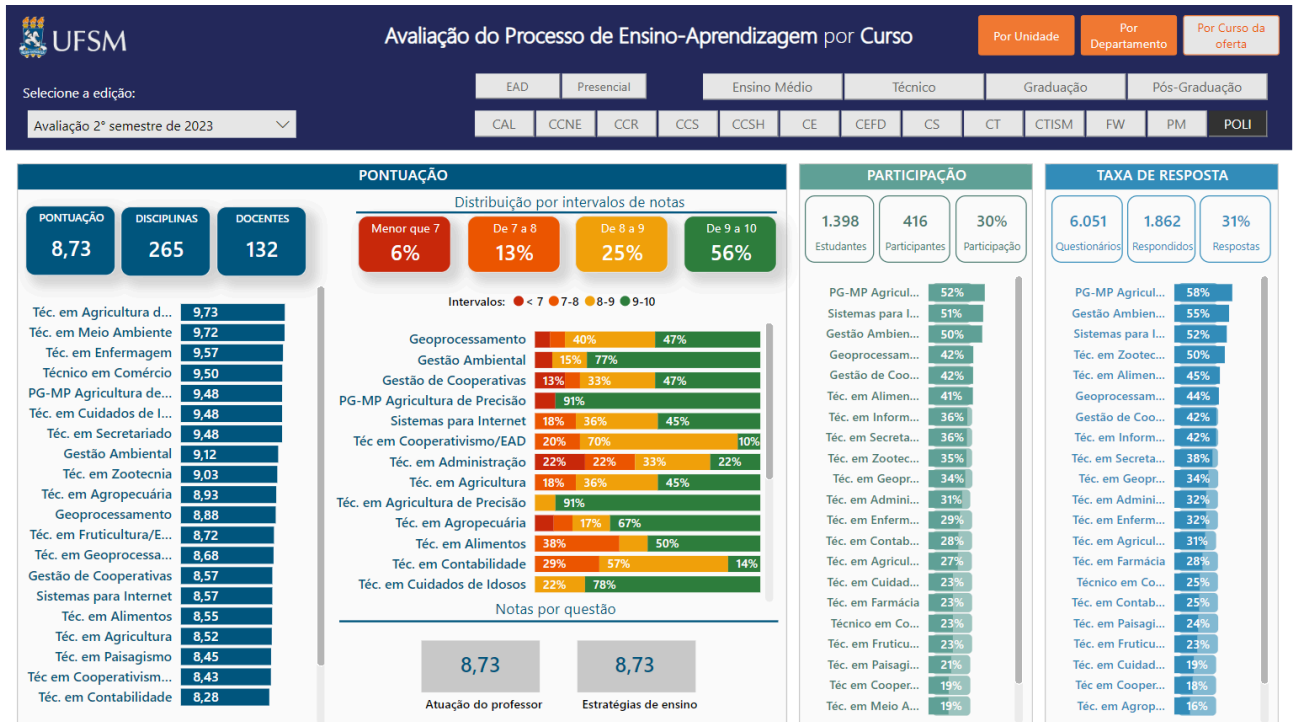 UFSM
Avaliação do Processo de Ensino-Aprendizagem por Curso
Por Unidade
Por Departamento
Por Curso da oferta
Selecione a edição:
Avaliação 2° semestre de 2023
EAD
Presencial
Ensino Médio
Técnico
Graduação
Pós-Graduação
CAL
CCNE
CCR
CCS
CCSH
CE
CEFD
CS
CT
CTISM
FW
PM
POLI
PONTUAÇÃO
PONTUAÇÃO
8,73
DISCIPLINAS
265
DOCENTES
132
Téc. em Agricultura d... 9,73
Téc. em Meio Ambiente 9,72
Téc. em Enfermagem 9,57
Técnico em Comércio 9,50
PG-MP Agricultura de... 9,48
Téc. em Cuidados de I... 9,48
Téc. em Secretariado 9,48
Gestão Ambiental 9,12
Téc. em Zootecnia 9,03
Téc. em Agropecuária 8,93
Geoprocessamento 8,88
Téc. em Fruticultura/E... 8,72
Téc. em Geoprocessa... 8,68
Gestão de Cooperativas 8,57
Sistemas para Internet 8,57
Téc. em Alimentos 8,55
Téc. em Agricultura 8,52
Téc. em Paisagismo 8,45
Téc em Cooperativism... 8,43
Téc. em Contabilidade 8,28
Distribuição por intervalos de notas
Menor que 7
6%
De 7 a 8
13%
De 8 a 9
25%
De 9 a 10
56%
Intervalos: < 7 7-8 8-9 9-10
Geoprocessamento 40% 47%
Gestão Ambiental 15% 77%
Gestão de Cooperativas 13% 33% 47%
PG-MP Agricultura de Precisão 91%
Sistemas para Internet 18% 36% 45%
Téc em Cooperativismo/EAD 20% 70% 10%
Téc. em Administração 22% 22% 33% 22%
Téc. em Agricultura 18% 36% 45%
Téc. em Agricultura de Precisão 91%
Téc. em Agropecuária 17% 67%
Téc. em Alimentos 38% 50%
Téc. em Contabilidade 29% 57% 14%
Téc. em Cuidados de Idosos 22% 78%
Notas por questão
8,73
Atuação do professor
8,73
Estratégias de ensino
PARTICIPAÇÃO
1.398
Estudantes
416
Participantes
30%
Participação
PG-MP Agricul... 52%
Sistemas para I... 51%
Gestão Ambien... 50%
Geoprocessam... 42%
Gestão de Coo... 42%
Téc. em Alimen... 41%
Téc. em Inform... 36%
Téc. em Secreta... 36%
Téc. em Zootec... 35%
Téc. em Geopr... 34%
Téc. em Admini... 31%
Téc. em Enferm... 29%
Téc. em Contab... 28%
Téc. em Agricul... 27%
Téc. em Cuidad... 23%
Téc. em Farmácia 23%
Técnico em Co... 23%
Téc. em Fruticu... 23%
Téc. em Paisagi... 21%
Téc em Cooper... 19%
Téc. em Meio A... 19%
TAXA DE RESPOSTA
6.051
Questionários
1.862
Respondidos
31%
Respostas
PG-MP Agricul... 58%
Gestão Ambien... 55%
Sistemas para I... 52%
Téc. em Zootec... 50%
Téc. em Alimen... 45%
Geoprocessam... 44%
Gestão de Coo... 42%
Téc. em Inform... 42%
Téc. em Secreta... 38%
Téc. em Geopr... 34%
Téc. em Admini... 32%
Téc. em Enferm... 32%
Téc. em Agricul... 31%
Téc. em Farmácia 28%
Técnico em Co... 25%
Téc. em Contab... 25%
Téc. em Paisagi... 24%
Téc. em Fruticu... 23%
Téc. em Cuidad... 19%
Téc em Cooper... 18%
Téc. em Agrop... 16%